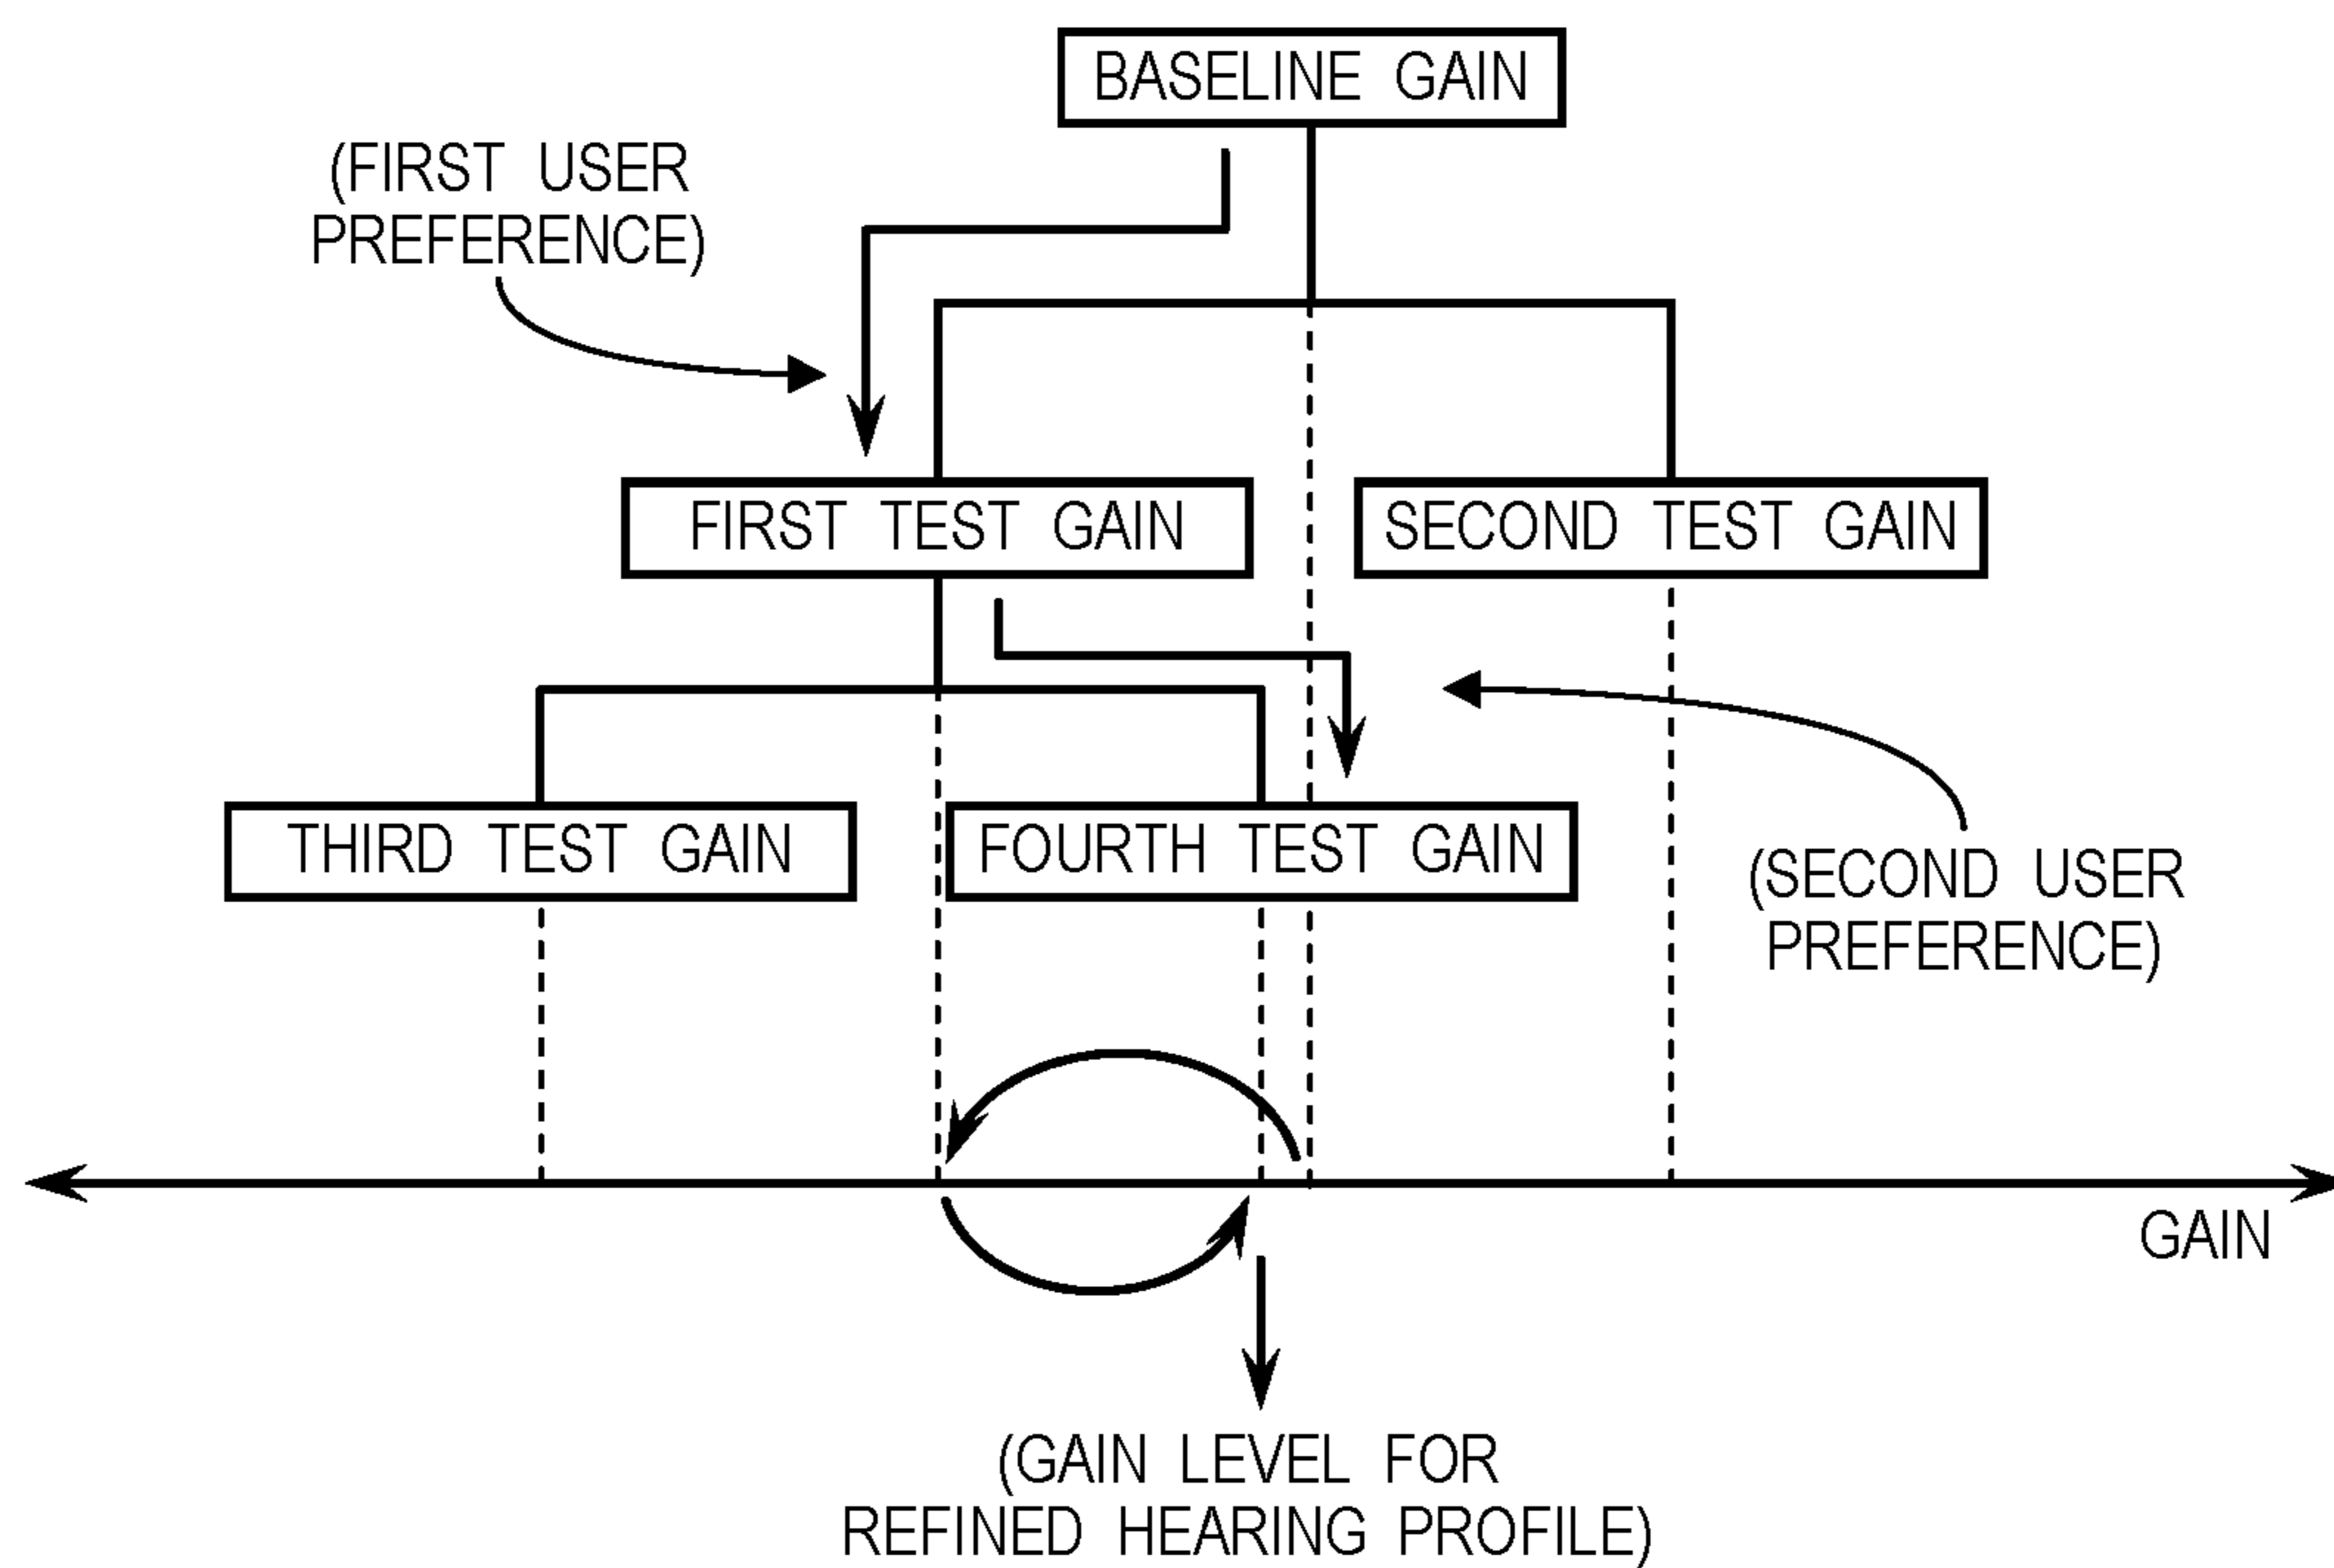 BASELINE GAIN
(FIRST USER
PREFERENCE)
FIRST TEST GAIN
SECOND TEST GAIN
THIRD TEST GAIN
FOURTH TEST GAIN
(SECOND USER
PREFERENCE)
GAIN
(GAIN LEVEL FOR
REFINED HEARING PROFILE)